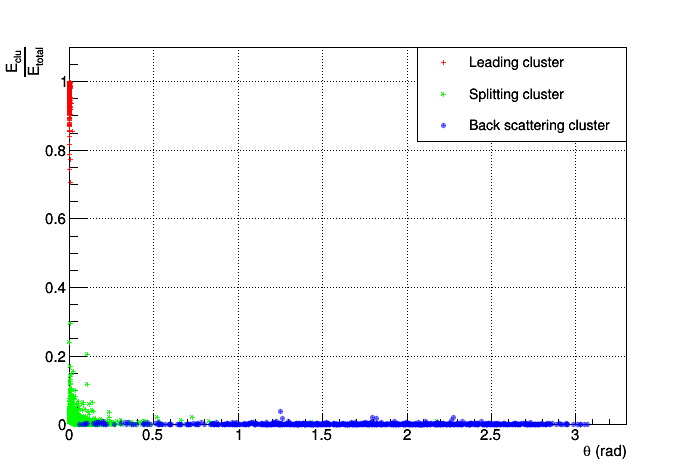 E_clu
E_total
Leading cluster
Splitting cluster
Back scattering cluster
1
0.8
0.6
0.4
0.2
0
0 0.5 1 1.5 2 2.5 3
θ (rad)